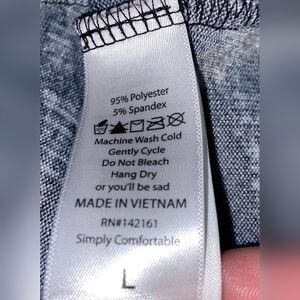 95% Polyester
5% Spandex
Machine Wash Cold
Gently Cycle
Do Not Bleach
Hang Dry
or you'll be sad
MADE IN VIETNAM
RN#142161
Simply Comfortable
L